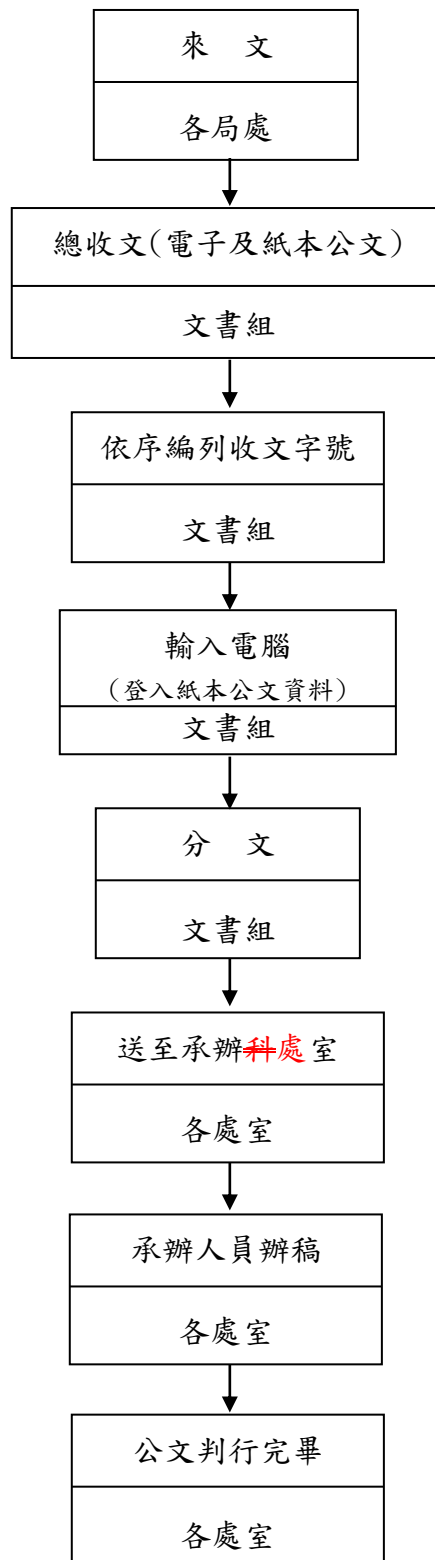 來　文
各局處
總收文(電子及紙本公文)
文書組
依序編列收文字號
文書組
輸入電腦
(登入紙本公文資料)
文書組
分　文
文書組
送至承辦科處室
各處室
承辦人員辦稿
各處室
公文判行完畢
各處室